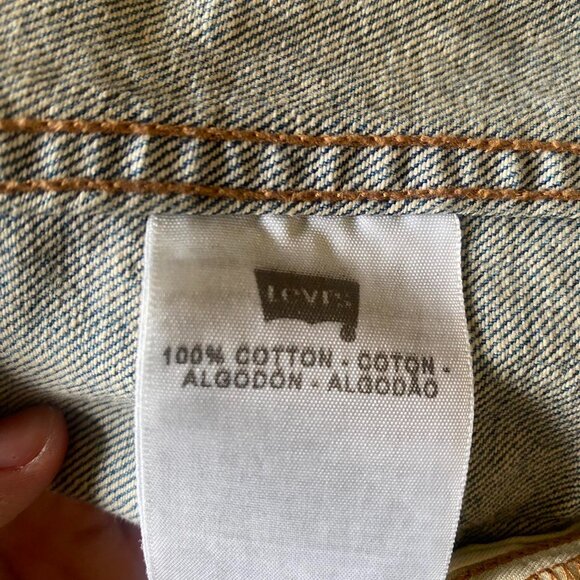 LEVI'S
100% COTTON - COTON -
ALGODÓN - ALGODÃO